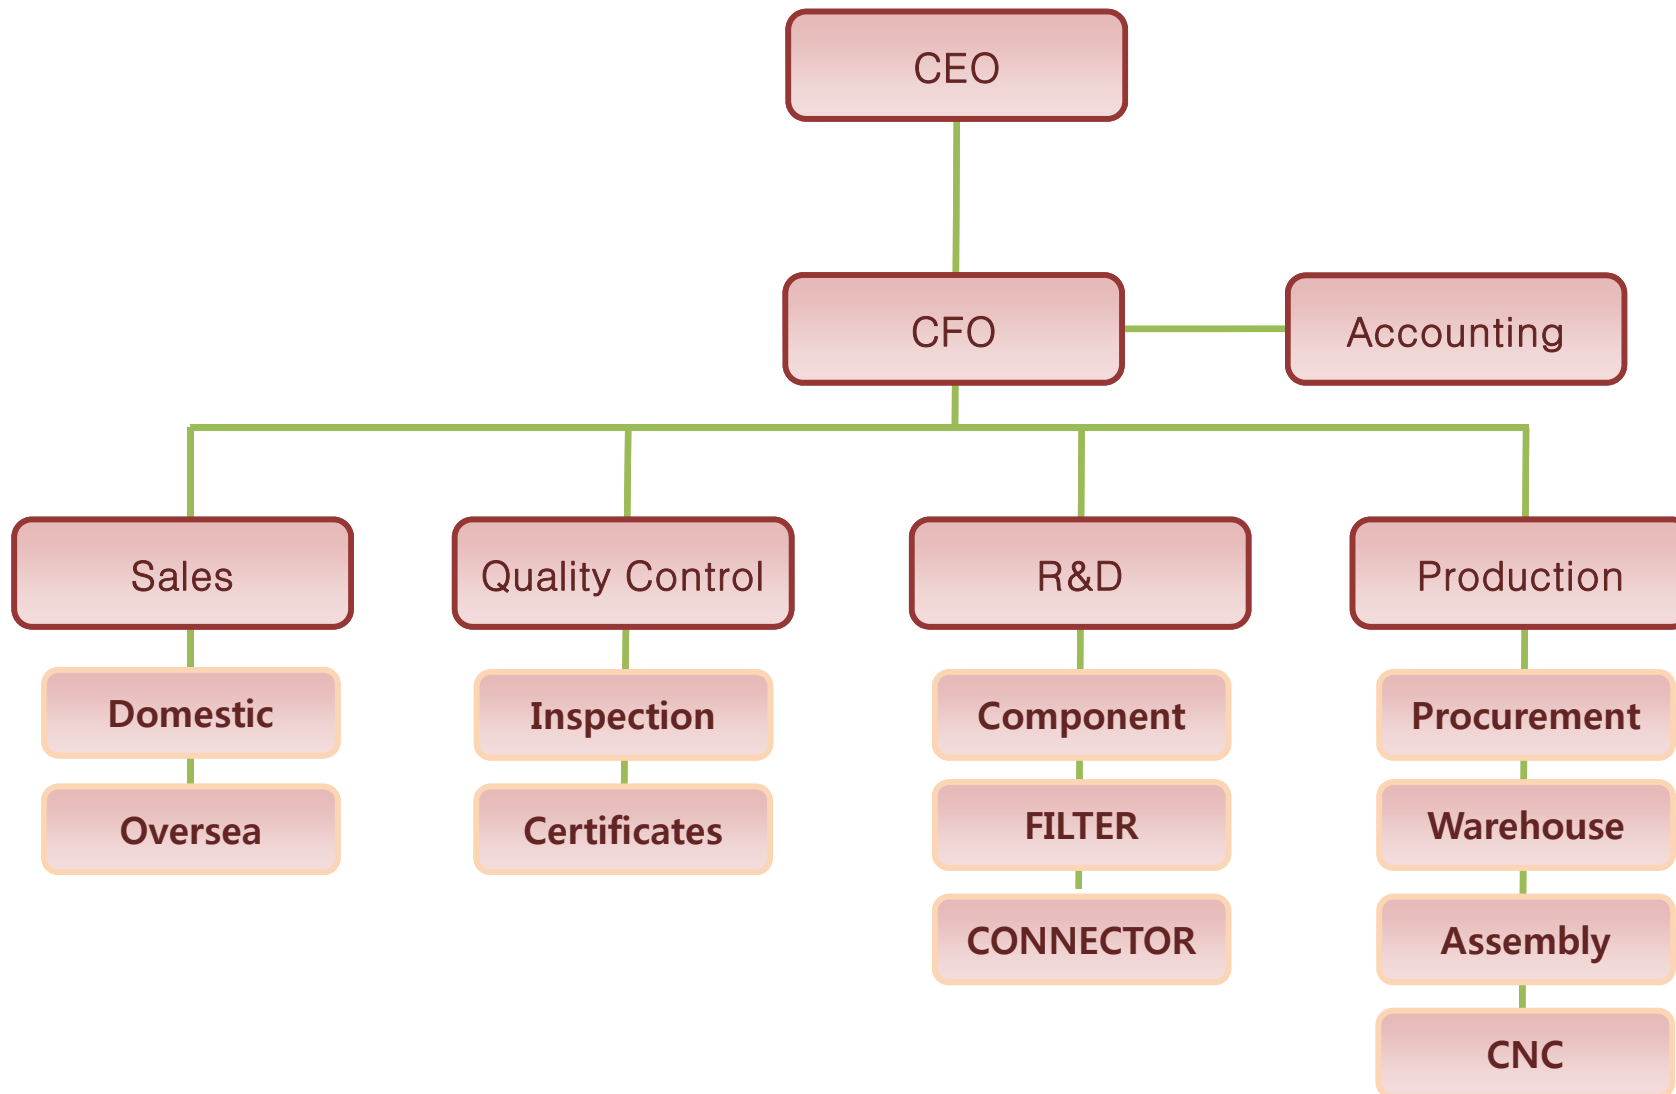 CEO
CFO
Accounting
Sales
Quality Control
R&D
Production
Domestic
Oversea
Inspection
Certificates
Component
FILTER
CONNECTOR
Procurement
Warehouse
Assembly
CNC